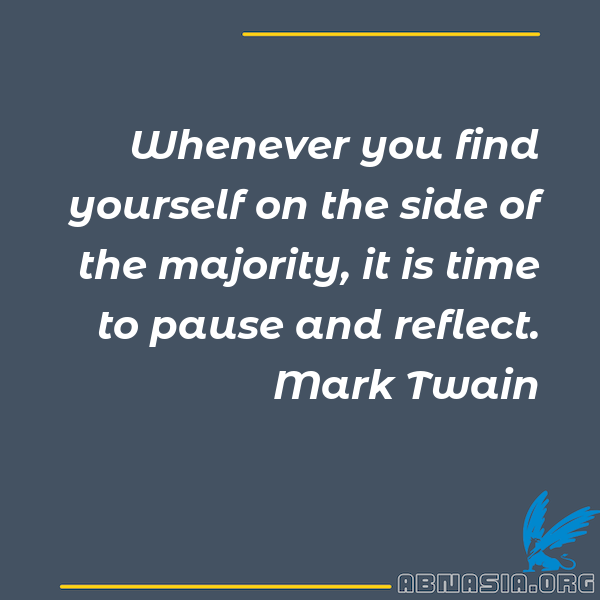 Whenever you find
yourself on the side of
the majority, it is time
to pause and reflect.
Mark Twain
ABNASIA.ORG